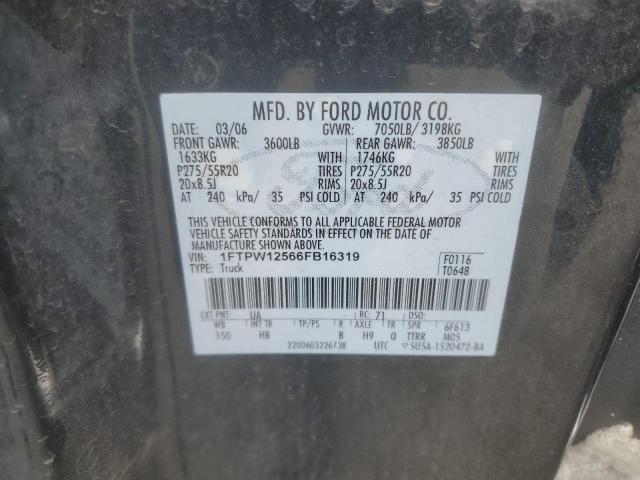 MFD. BY FORD MOTOR CO.
DATE: 03/06 GVWR: 7050LB/ 3198KG
FRONT GAWR: 3600LB REAR GAWR: 3850LB
1633KG WITH 1746KG WITH
P275/55R20 TIRES P275/55R20 TIRES
20x8.5J RIMS 20x8.5J RIMS
AT 240 kPa/ 35 PSI COLD AT 240 kPa/ 35 PSI COLD
THIS VEHICLE CONFORMS TO ALL APPLICABLE FEDERAL MOTOR
VEHICLE SAFETY STANDARDS IN EFFECT ON THE DATE OF
MANUFACTURE SHOWN ABOVE.
VIN: 1FTPW12566FB16319 F0116
TYPE: Truck T0648
EXT PNT: UA RC: 71 DSO:
WB INT TR TP/PS R AXLE TR SPR 6F613
150 HB B H9 Q TTRR M05
2200603226738 UTC 5U5A-1520472-BA